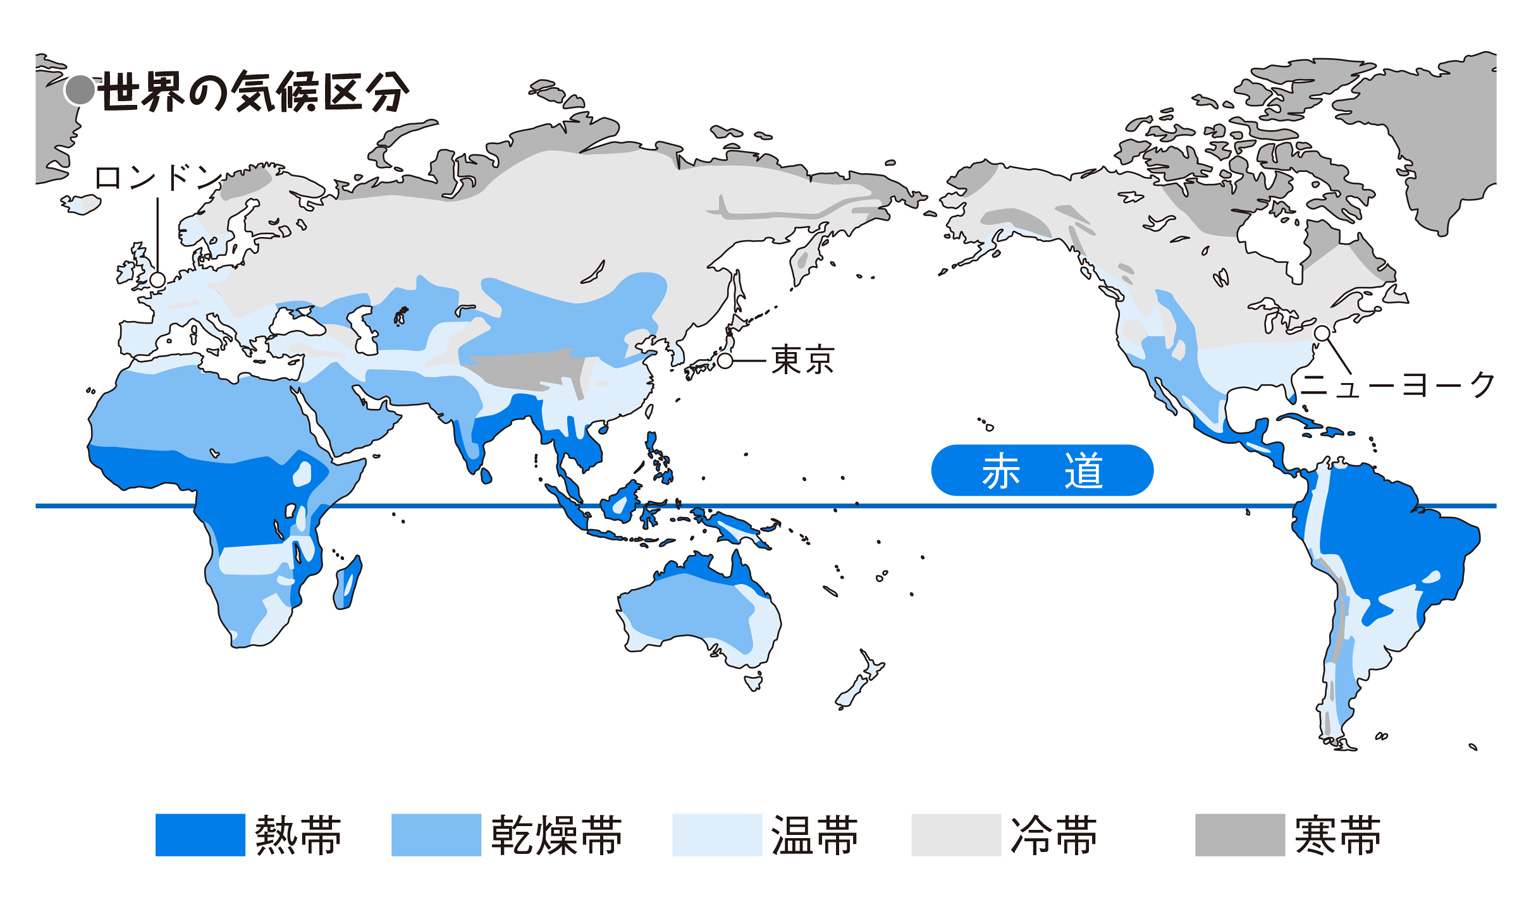 世界の気候区分
ロンドン
東京
ニューヨーク
赤 道
熱帯
乾燥帯
温帯
冷帯
寒帯